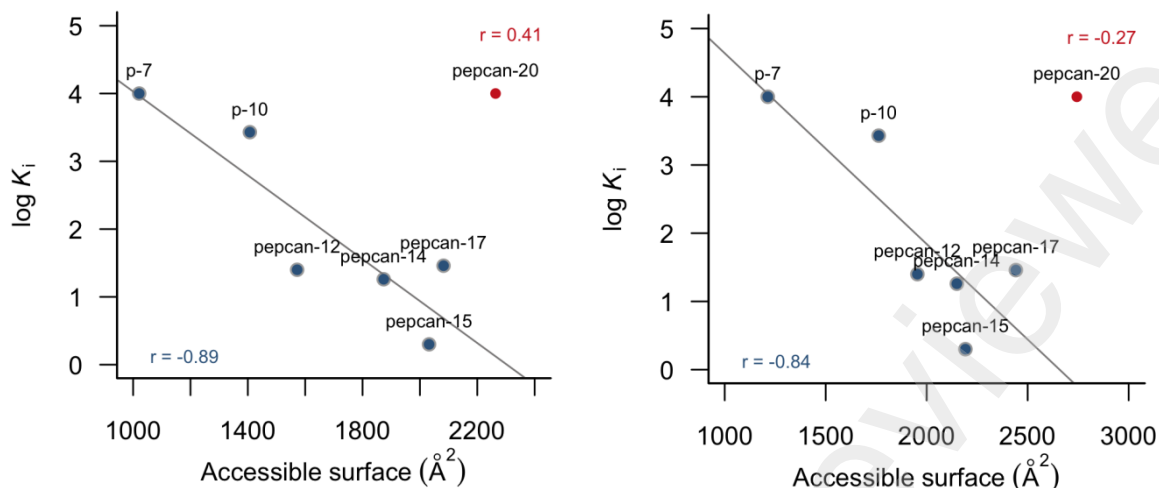 5
4
3
2
1
0
log Ki
r = 0.41
pepcan-20
p-7
p-10
pepcan-12
pepcan-14
pepcan-17
pepcan-15
r = -0.89
1000 1400 1800 2200
Accessible surface (Å²)
5
4
3
2
1
0
log Ki
r = -0.27
pepcan-20
p-7
p-10
pepcan-12
pepcan-14
pepcan-17
pepcan-15
r = -0.84
1000 1500 2000 2500 3000
Accessible surface (Å²)